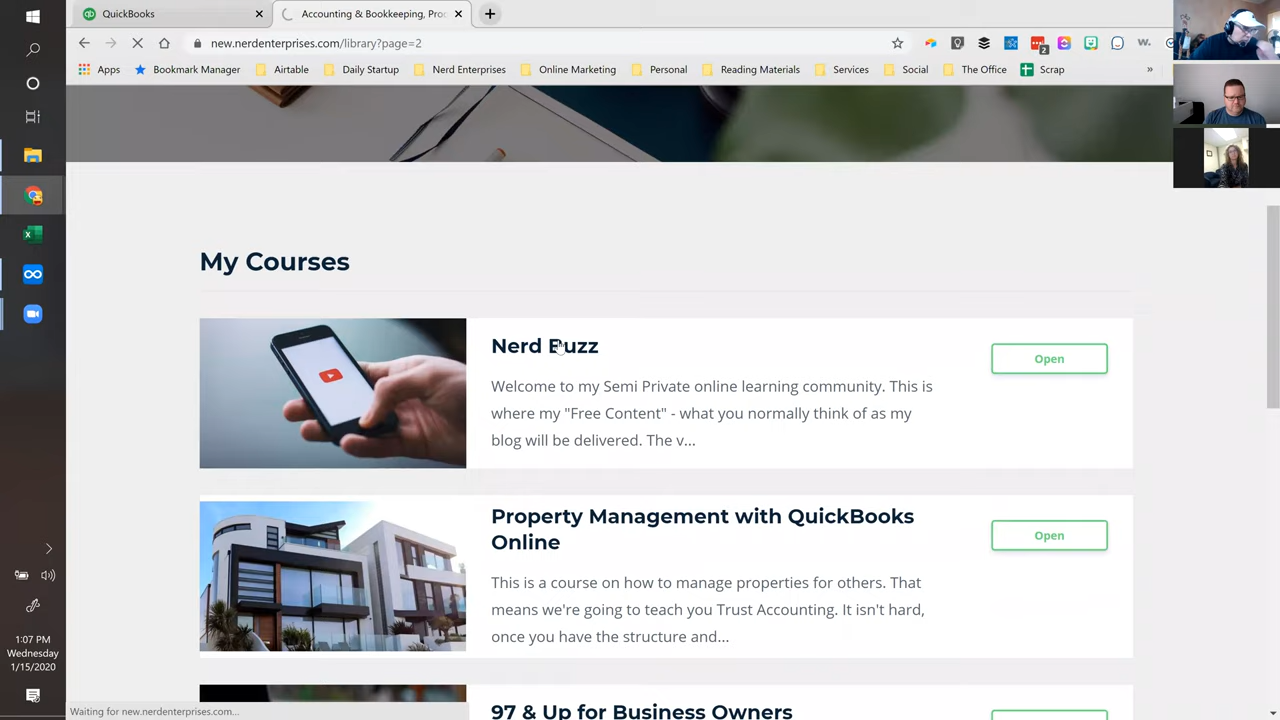 QuickBooks
Accounting & Bookkeeping, Proc
new.nerdenterprises.com/library?page=2
2
W.
Apps
Bookmark Manager
Airtable
Daily Startup
Nerd Enterprises
Online Marketing
Personal
Reading Materials
Services
Social
The Office
Scrap
»
My Courses
Nerd Buzz
Open
Welcome to my Semi Private online learning community. This is
where my "Free Content" - what you normally think of as my
blog will be delivered. The v...
Property Management with QuickBooks
Online
Open
This is a course on how to manage properties for others. That
means we're going to teach you Trust Accounting. It isn't hard,
once you have the structure and...
97 & Up for Business Owners
1:07 PM
Wednesday
1/15/2020
Waiting for new.nerdenterprises.com...